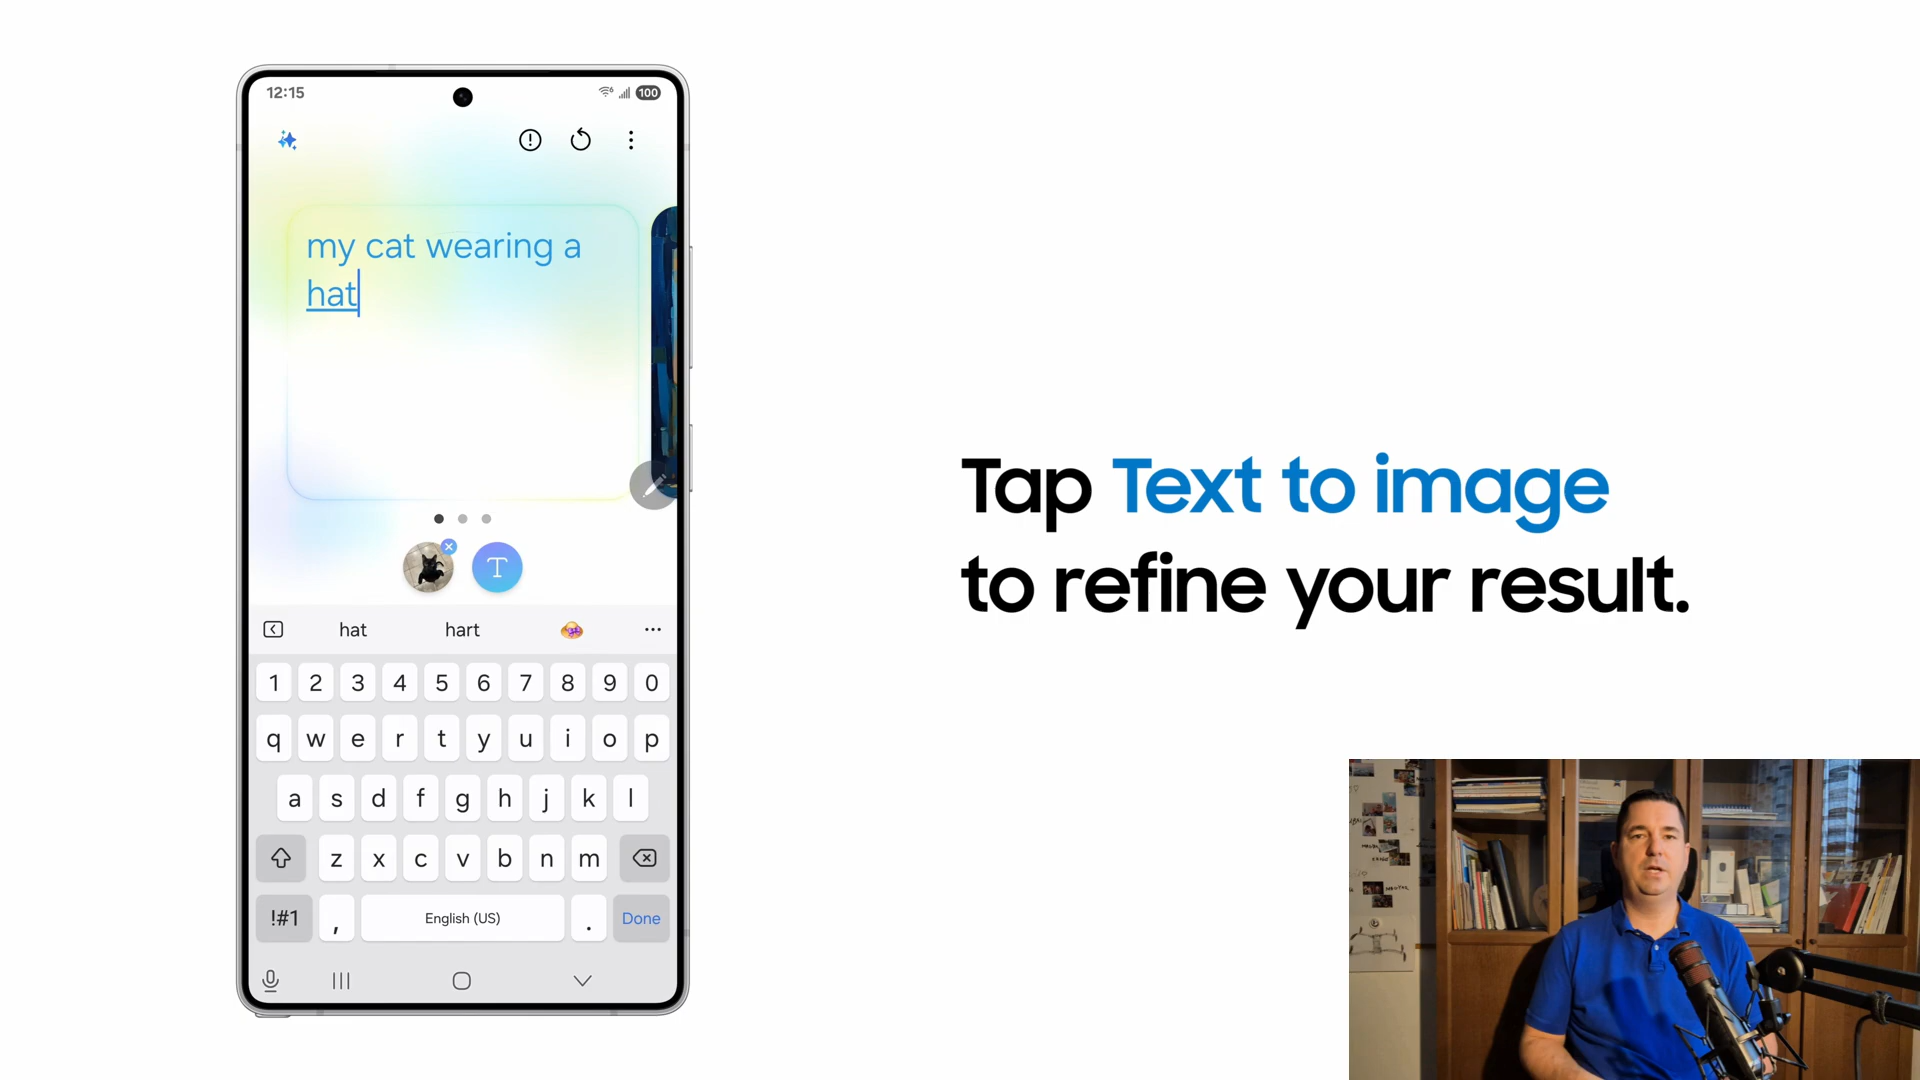 12:15
100
my cat wearing a
hat
T
hat hart
1 2 3 4 5 6 7 8 9 0
q w e r t y u i o p
a s d f g h j k l
z x c v b n m
!#1 , English (US) . Done
Tap Text to image
to refine your result.